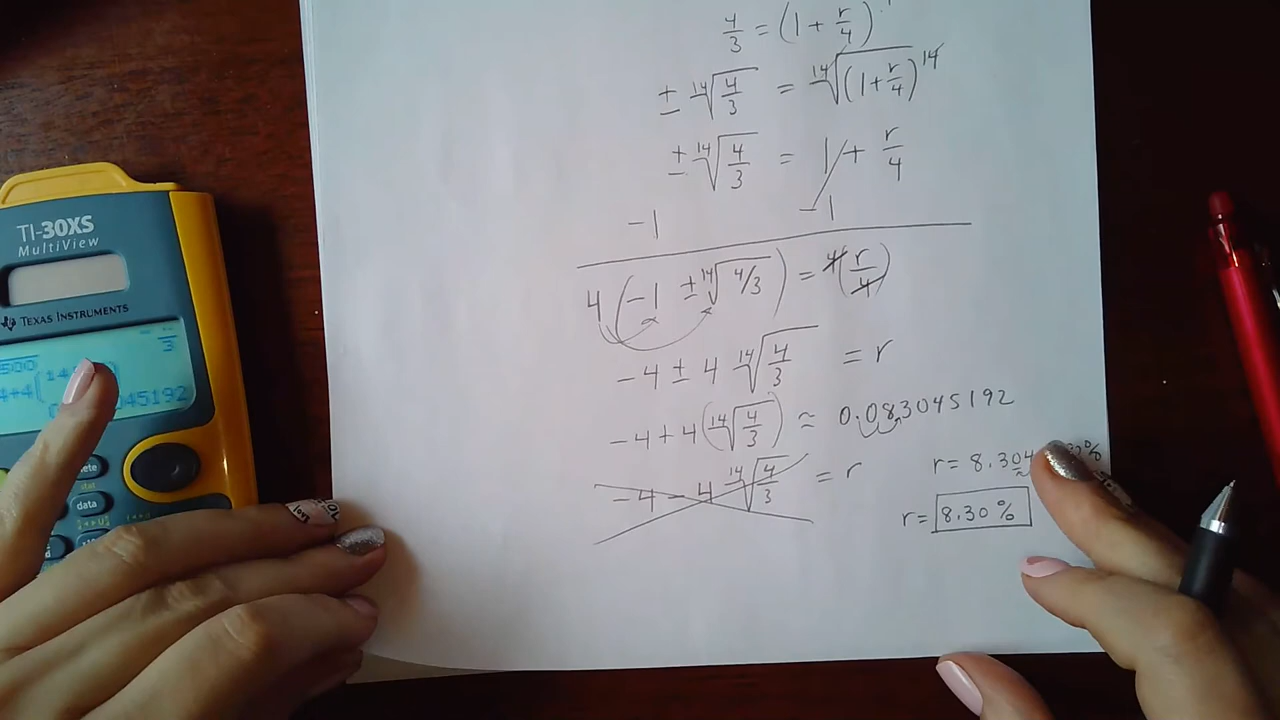 4/3 = (1 + r/4)
± ¹⁴√(4/3) = ¹⁴√((1 + r/4)¹⁴)
± ¹⁴√(4/3) = 1 + r/4
-1 -1
4(-1 ± ¹⁴√(4/3)) = 4(r/4)
-4 ± 4 ¹⁴√(4/3) = r
-4 + 4(¹⁴√(4/3)) ≈ 0.083045192
-4 - 4 ¹⁴√(4/3) = r
r = 8.304
r = 8.30%
TI-30XS
MultiView
TEXAS INSTRUMENTS
045192
data